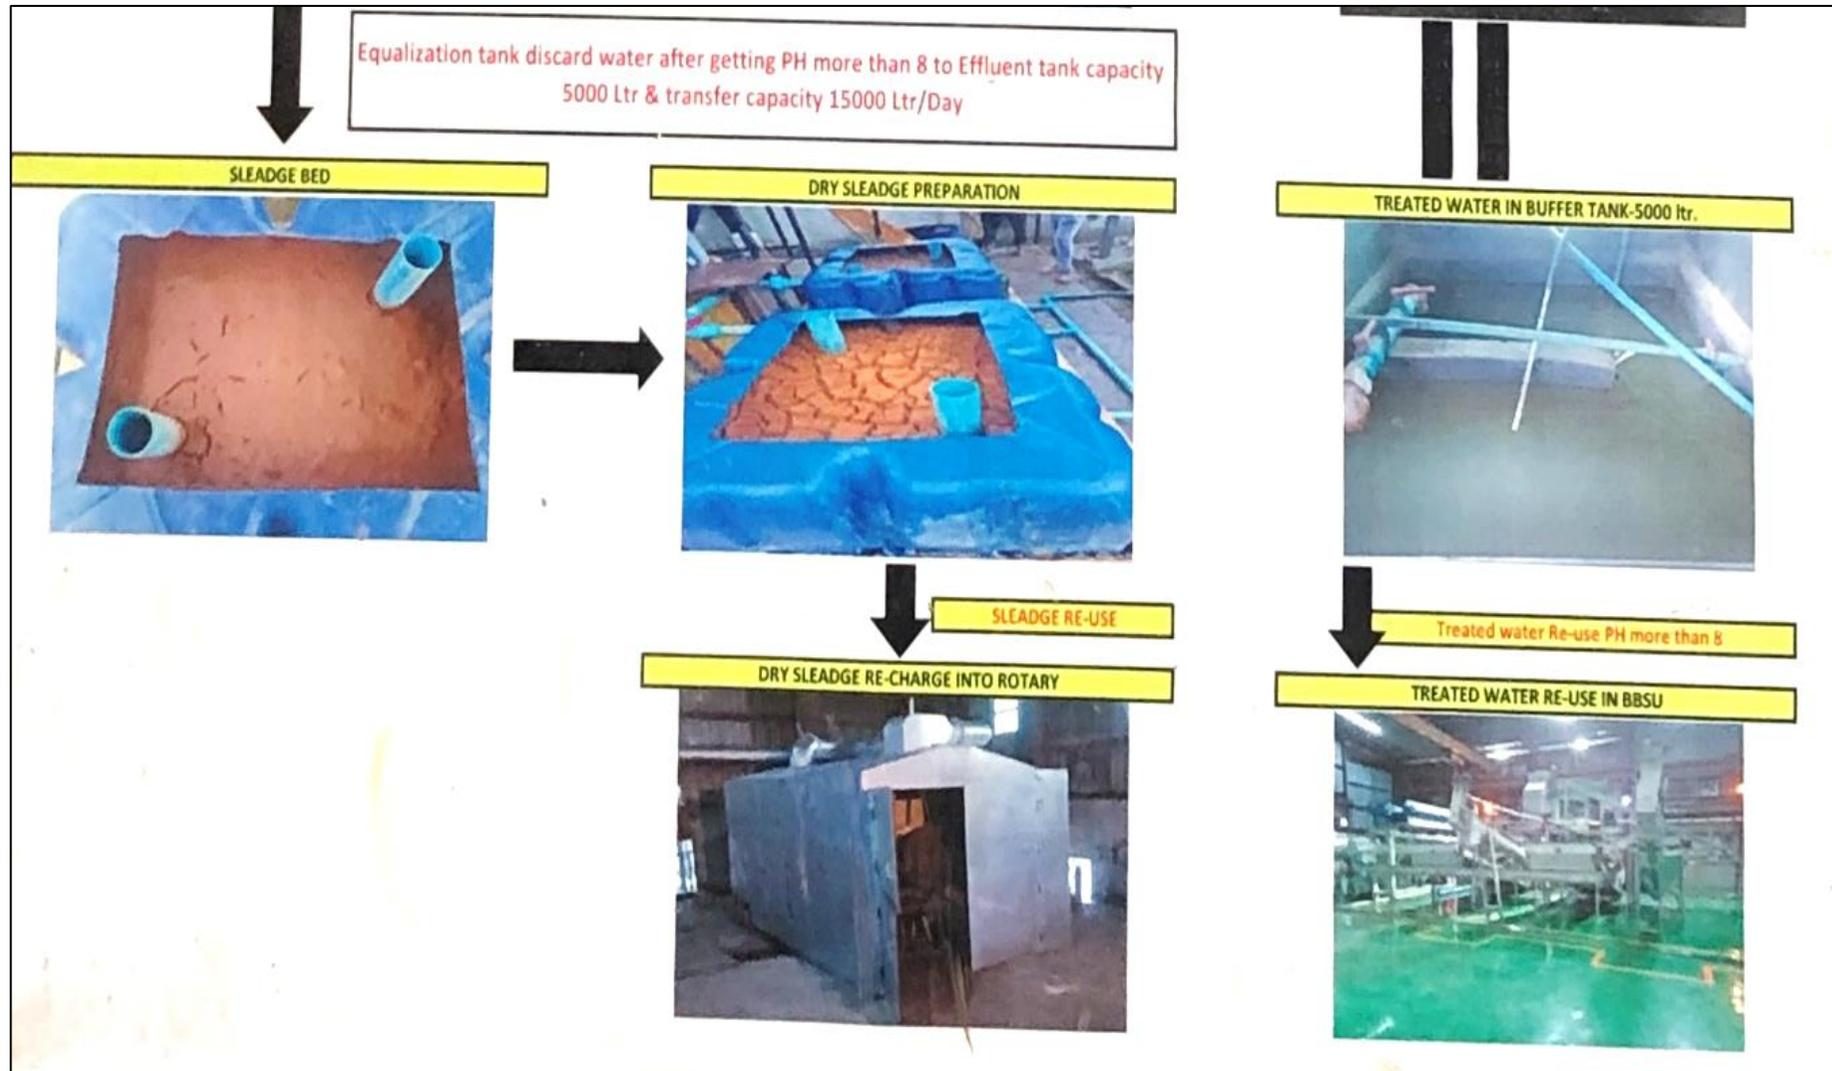 Equalization tank discard water after getting PH more than 8 to Effluent tank capacity
5000 Ltr & transfer capacity 15000 Ltr/Day
SLEADGE BED
DRY SLEADGE PREPARATION
TREATED WATER IN BUFFER TANK-5000 ltr.
SLEADGE RE-USE
Treated water Re-use PH more than 8
DRY SLEADGE RE-CHARGE INTO ROTARY
TREATED WATER RE-USE IN BBSU